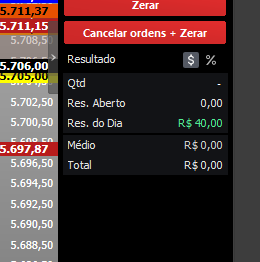 Zerar
5.711,37
5.711,15
Cancelar ordens + Zerar
5.708,50
Resultado $ %
5.706,00
5.705,00
Qtd -
5.702,50
Res. Aberto 0,00
5.700,50
Res. do Dia R$ 40,00
5.697,87
Médio R$ 0,00
5.696,50
Total R$ 0,00
5.694,50
5.692,50
5.690,50
5.688,50